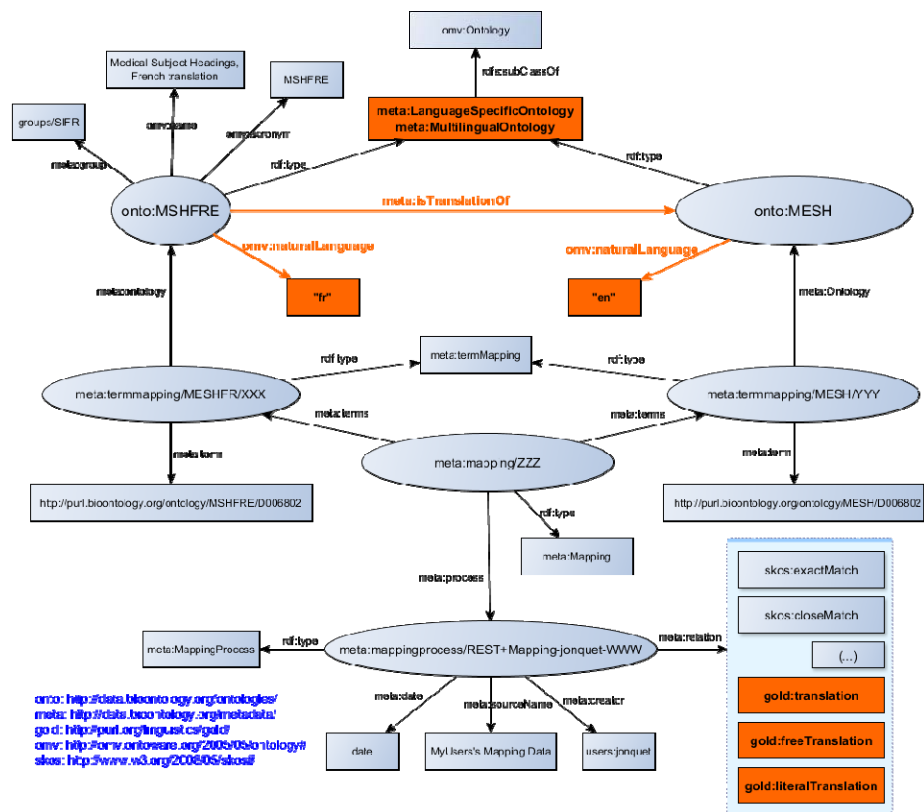 omv:Ontology
Medical Subject Headings,
French translation
MSHFRE
rdfs:subClassOf
groups/SIFR
omv:name
omv:acronym
meta:LanguageSpecificOntology
meta:MultilingualOntology
meta:group
rdf:type
rdf:type
onto:MSHFRE
meta:isTranslationOf
onto:MESH
omv:naturalLanguage
omv:naturalLanguage
meta:ontology
"fr"
"en"
meta:Ontology
rdf:type
meta:termMapping
rdf:type
meta:termmapping/MESHFR/XXX
meta:termmapping/MESH/YYY
meta:terms
meta:terms
meta:term
meta:mapping/ZZZ
meta:term
http://purl.bioontology.org/ontology/MSHFRE/D006802
http://purl.bioontology.org/ontology/MESH/D006802
rdf:type
meta:Mapping
meta:process
skos:exactMatch
skos:closeMatch
meta:MappingProcess
rdf:type
meta:mappingprocess/REST+Mapping-jonquet-WWW
meta:relation
(...)
onto: http://data.bioontology.org/ontologies/
meta: http://data.bioontology.org/metadata/
gold: http://purl.org/linguistics/gold/
omv: http://omv.ontoware.org/2005/05/ontology#
skos: http://www.w3.org/2008/05/skos#
meta:date
meta:sourceName
meta:creator
gold:translation
date
MyUsers's Mapping Data
users:jonquet
gold:freeTranslation
gold:literalTranslation